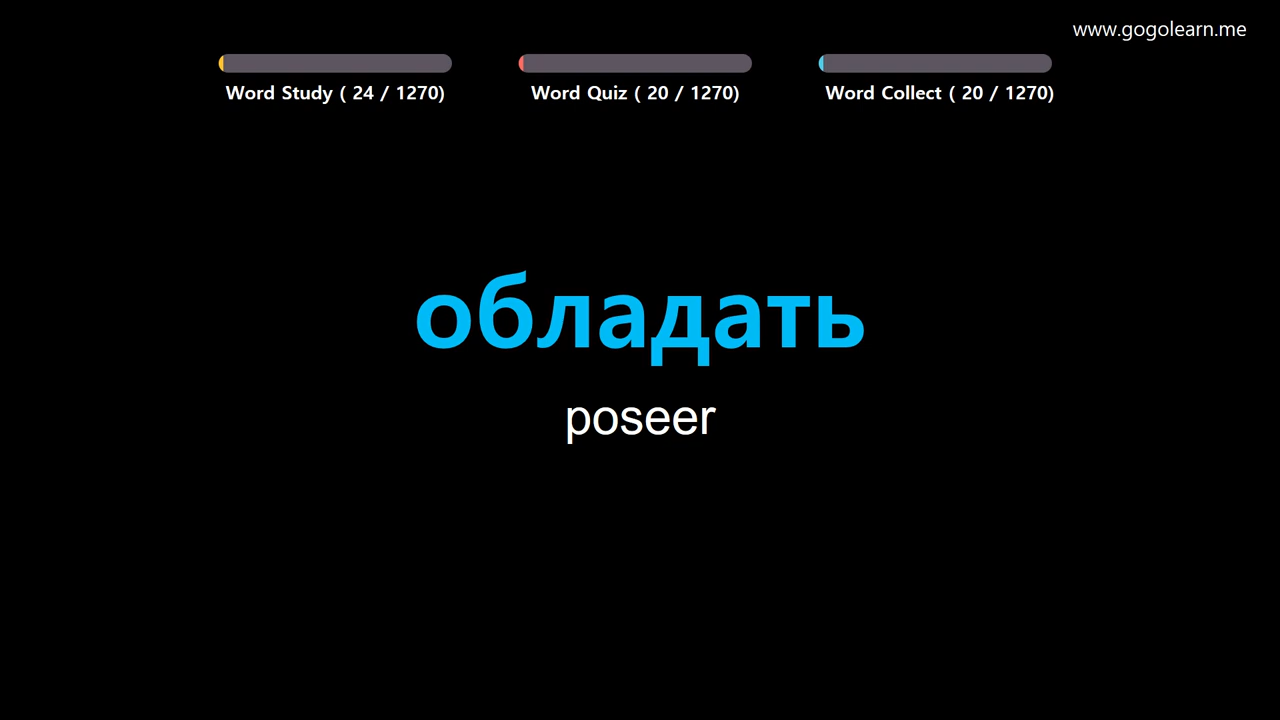 www.gogolearn.me
Word Study ( 24 / 1270)
Word Quiz ( 20 / 1270)
Word Collect ( 20 / 1270)
обладать
poseer